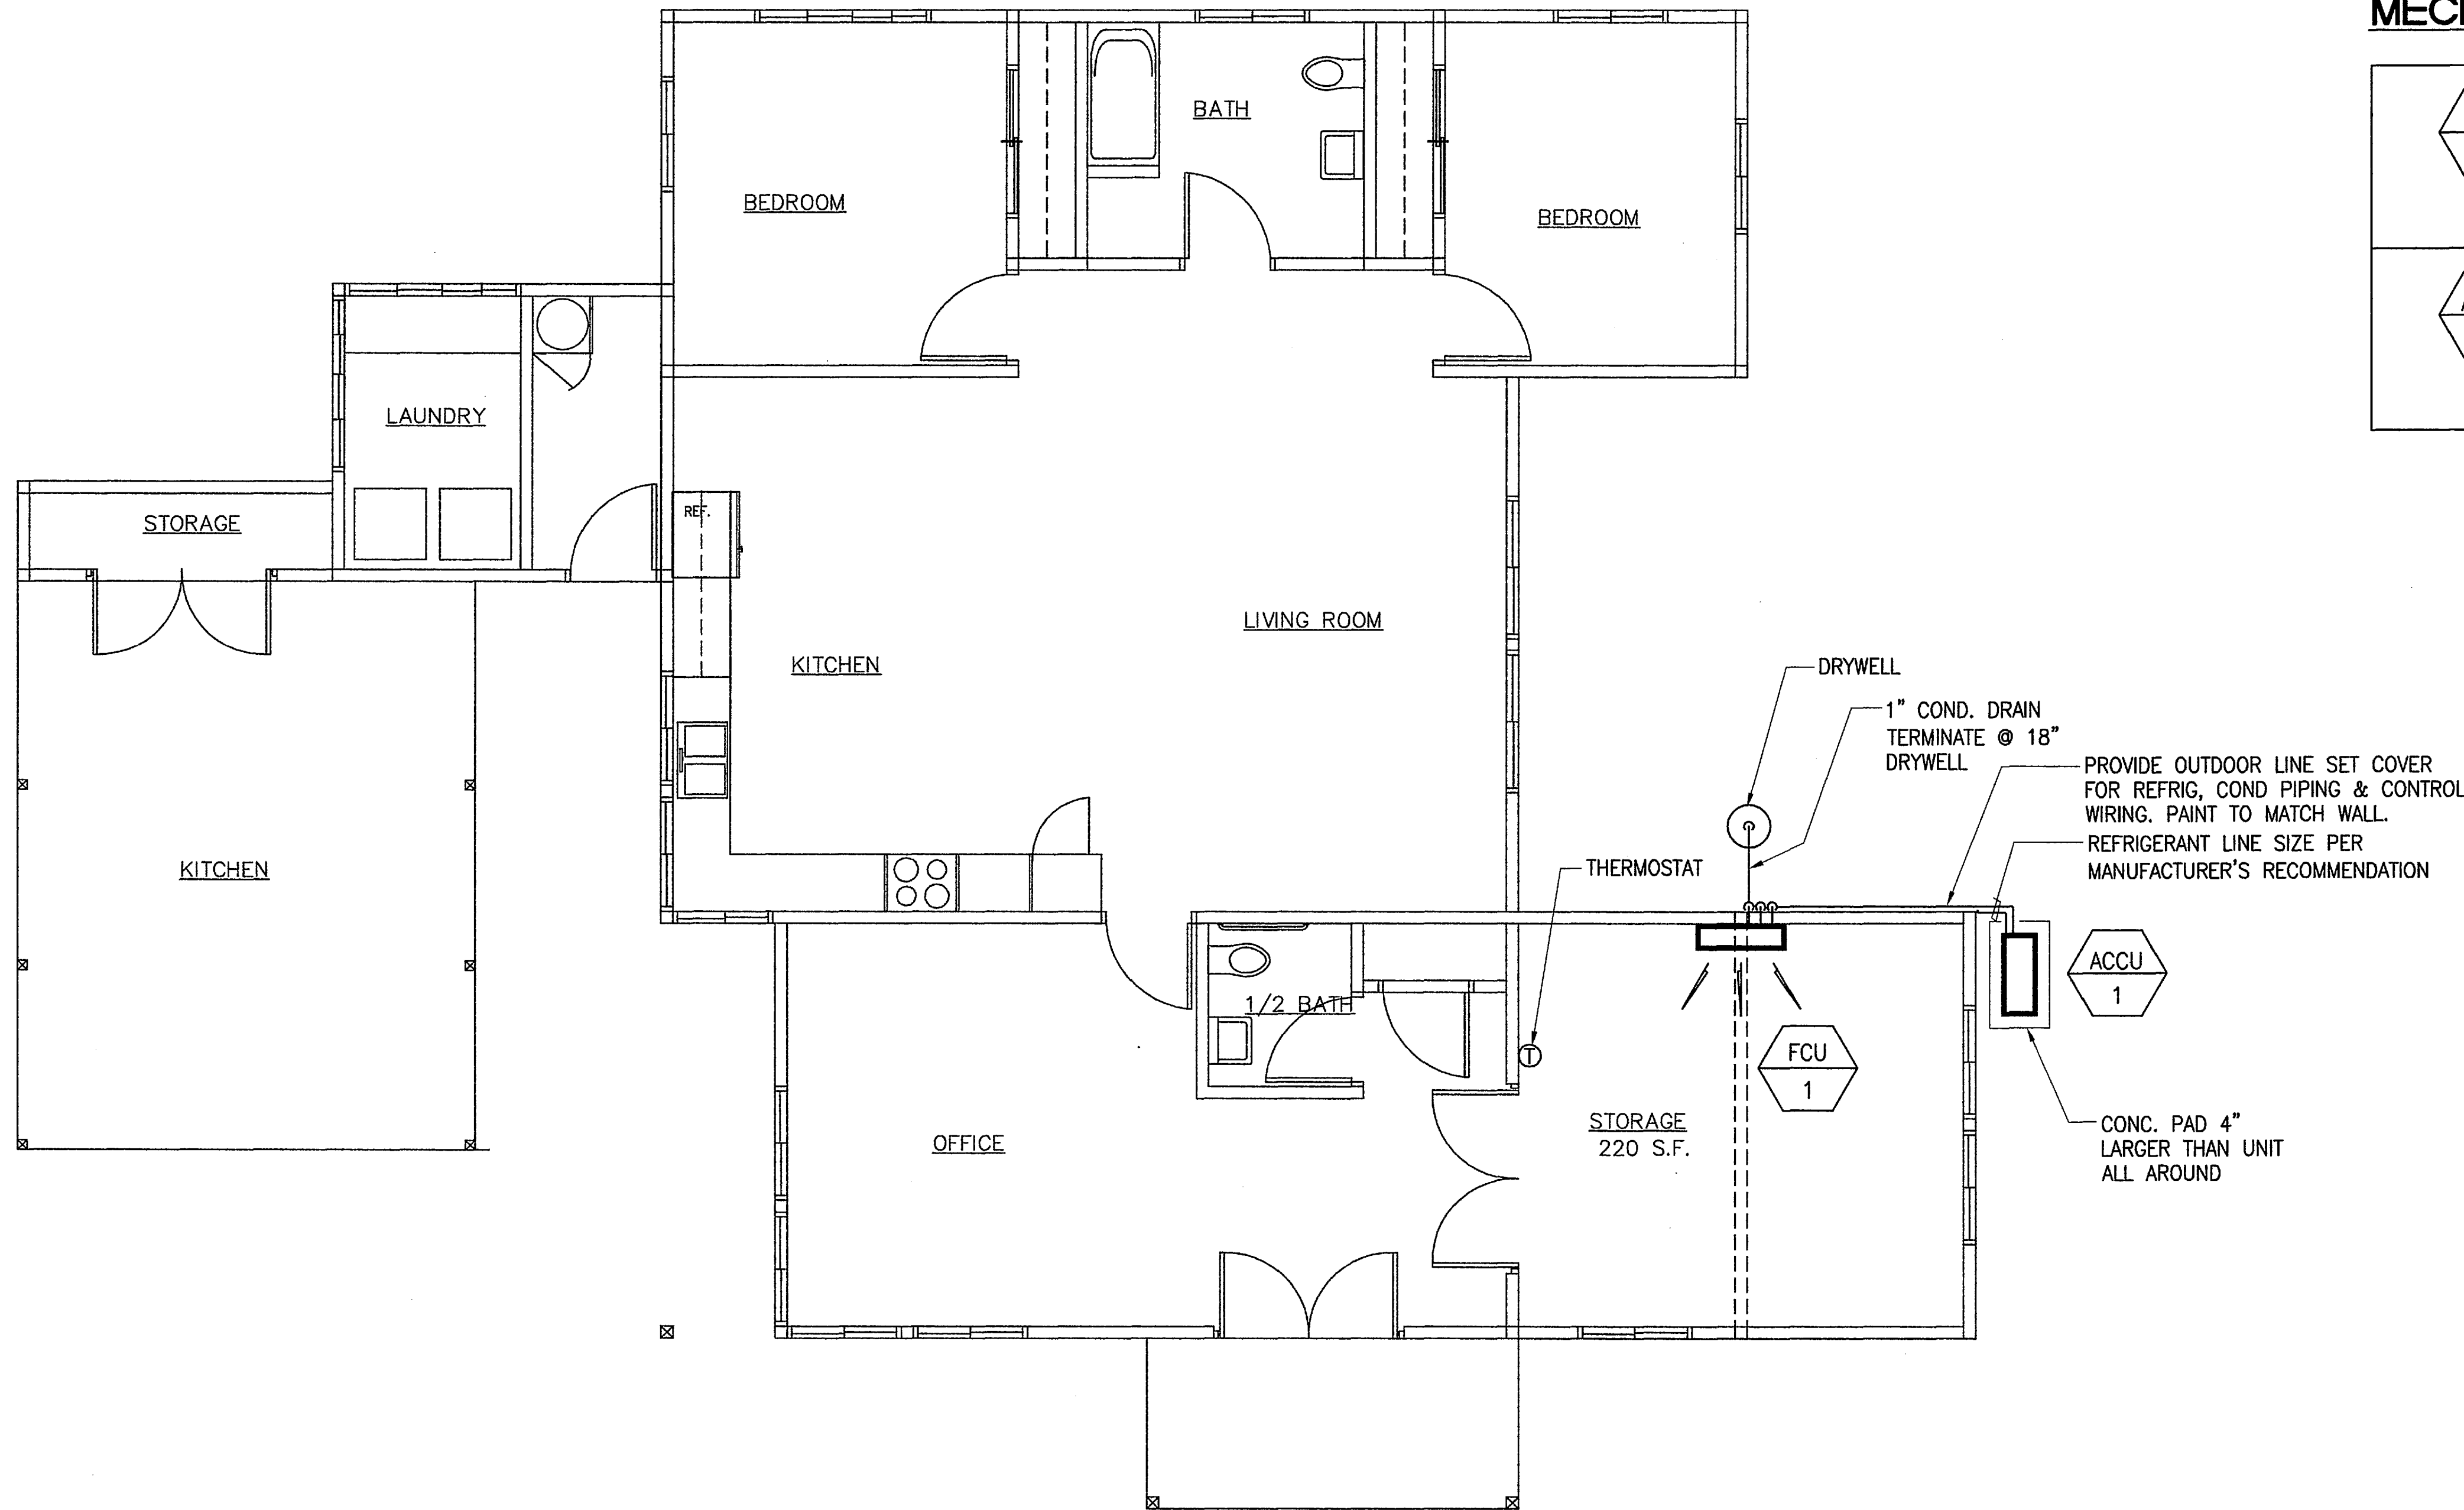 BATH
BEDROOM
BEDROOM
LAUNDRY
REF.
STORAGE
LIVING ROOM
KITCHEN
DRYWELL
1" COND. DRAIN
TERMINATE @ 18"
DRYWELL
PROVIDE OUTDOOR LINE SET COVER
FOR REFRIG, COND PIPING & CONTROL
WIRING. PAINT TO MATCH WALL.
REFRIGERANT LINE SIZE PER
MANUFACTURER'S RECOMMENDATION
KITCHEN
THERMOSTAT
ACCU
1
1/2 BATH
T
FCU
1
STORAGE
220 S.F.
OFFICE
CONC. PAD 4"
LARGER THAN UNIT
ALL AROUND